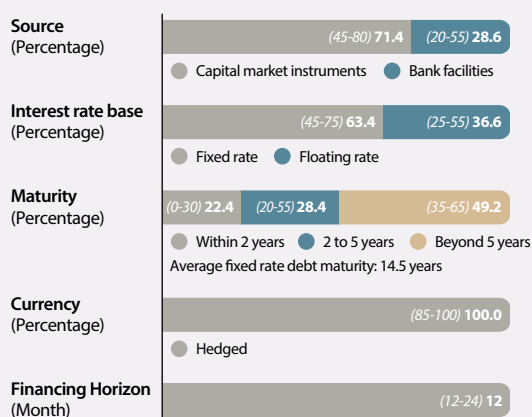 Source
(Percentage)
(45-80) 71.4 (20-55) 28.6
Capital market instruments Bank facilities
Interest rate base
(Percentage)
(45-75) 63.4 (25-55) 36.6
Fixed rate Floating rate
Maturity
(Percentage)
(0-30) 22.4 (20-55) 28.4 (35-65) 49.2
Within 2 years 2 to 5 years Beyond 5 years
Average fixed rate debt maturity: 14.5 years
Currency
(Percentage)
(85-100) 100.0
Hedged
Financing Horizon
(Month)
(12-24) 12